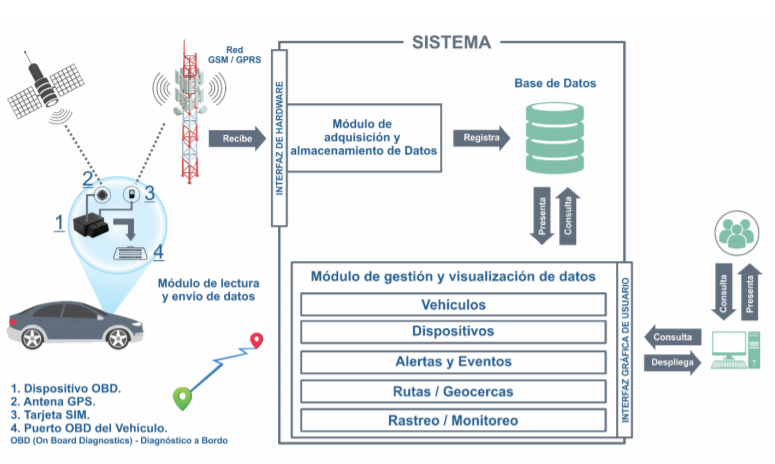 SISTEMA
Red
GSM / GPRS
Recibe
INTERFAZ DE HARDWARE
Módulo de
adquisición y
almacenamiento de Datos
Registra
Base de Datos
Presenta
Consulta
2
3
1
4
Módulo de lectura
y envío de datos
Módulo de gestión y visualización de datos
Vehículos
Dispositivos
Alertas y Eventos
Rutas / Geocercas
Rastreo / Monitoreo
INTERFAZ GRÁFICA DE USUARIO
Consulta
Presenta
Consulta
Despliega
1. Dispositivo OBD.
2. Antena GPS.
3. Tarjeta SIM.
4. Puerto OBD del Vehículo.
OBD (On Board Diagnostics) - Diagnóstico a Bordo